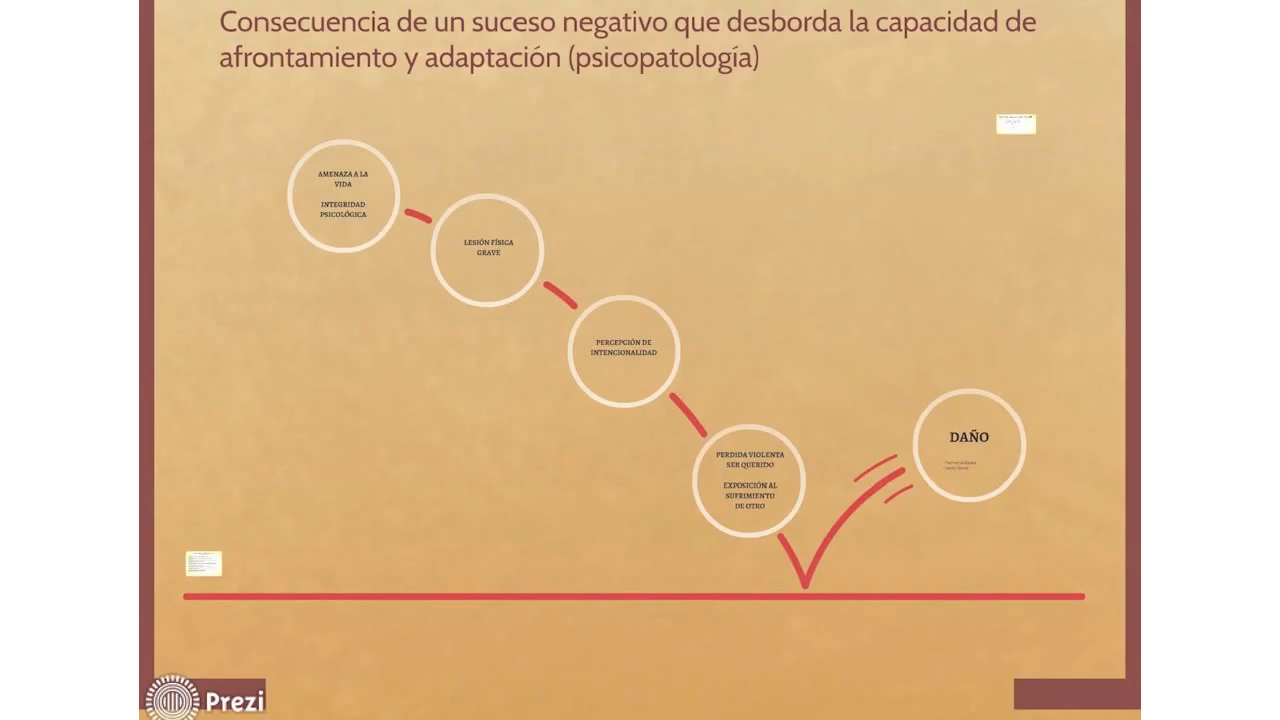 Consecuencia de un suceso negativo que desborda la capacidad de
afrontamiento y adaptación (psicopatología)
AMENAZA A LA
VIDA
INTEGRIDAD
PSICOLÓGICA
LESIÓN FÍSICA
GRAVE
PERCEPCIÓN DE
INTENCIONALIDAD
PERDIDA VIOLENTA
SER QUERIDO
EXPOSICIÓN AL
SUFRIMIENTO
DE OTRO
DAÑO
Prezi